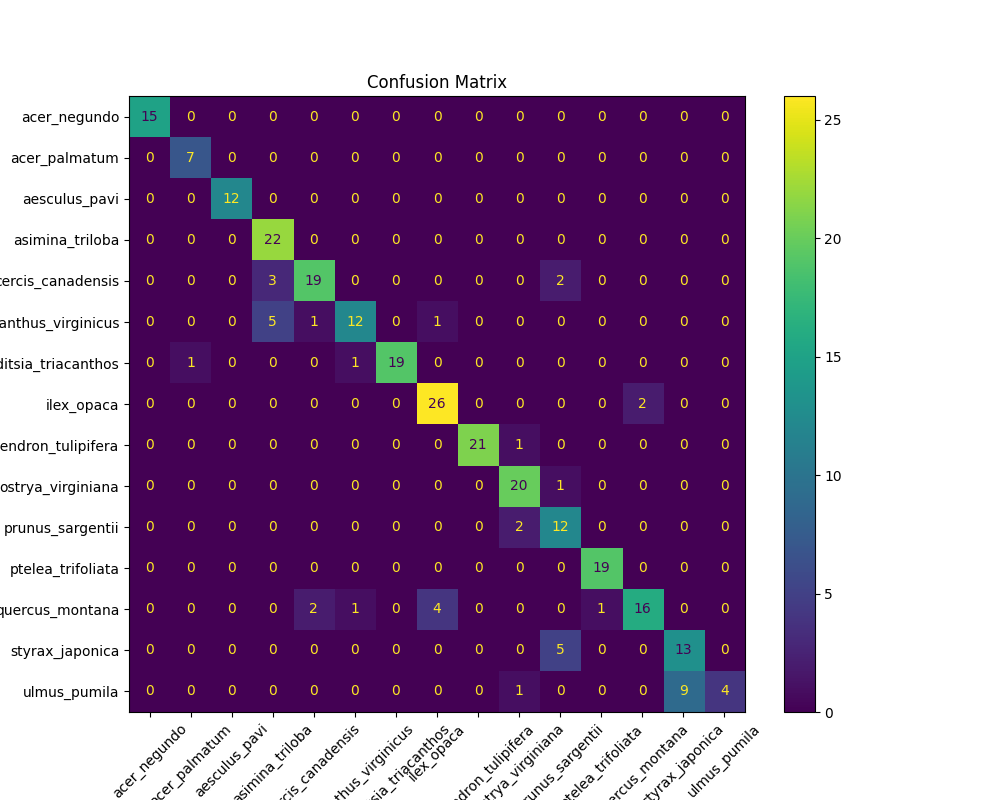 Confusion Matrix
acer_negundo 15 0 0 0 0 0 0 0 0 0 0 0 0 0 0
acer_palmatum 0 7 0 0 0 0 0 0 0 0 0 0 0 0 0
aesculus_pavi 0 0 12 0 0 0 0 0 0 0 0 0 0 0 0
asimina_triloba 0 0 0 22 0 0 0 0 0 0 0 0 0 0 0
cercis_canadensis 0 0 0 3 19 0 0 0 0 0 2 0 0 0 0
anthus_virginicus 0 0 0 5 1 12 0 1 0 0 0 0 0 0 0
ditsia_triacanthos 0 1 0 0 0 1 19 0 0 0 0 0 0 0 0
ilex_opaca 0 0 0 0 0 0 0 26 0 0 0 0 2 0 0
endron_tulipifera 0 0 0 0 0 0 0 0 21 1 0 0 0 0 0
ostrya_virginiana 0 0 0 0 0 0 0 0 0 20 1 0 0 0 0
prunus_sargentii 0 0 0 0 0 0 0 0 0 2 12 0 0 0 0
ptelea_trifoliata 0 0 0 0 0 0 0 0 0 0 0 19 0 0 0
quercus_montana 0 0 0 0 2 1 0 4 0 0 0 1 16 0 0
styrax_japonica 0 0 0 0 0 0 0 0 0 0 5 0 0 13 0
ulmus_pumila 0 0 0 0 0 0 0 0 0 1 0 0 0 9 4
acer_negundo
acer_palmatum
aesculus_pavi
asimina_triloba
rcis_canadensis
thus_virginicus
sia_triacanthos
ilex_opaca
ndron_tulipifera
strya_virginiana
runus_sargentii
telea_trifoliata
ercus_montana
tyrax_japonica
ulmus_pumila
25
20
15
10
5
0